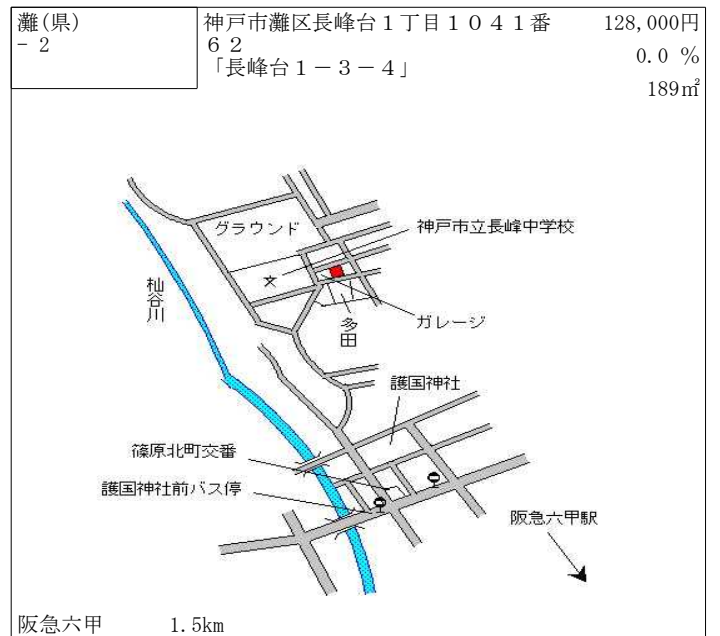 灘(県)
- 2
神戸市灘区長峰台１丁目１０４１番
６２
「長峰台１－３－４」
128,000円
0.0 %
189㎡
グラウンド
神戸市立長峰中学校
杣谷川
多田
ガレージ
護国神社
篠原北町交番
護国神社前バス停
阪急六甲駅
阪急六甲 1.5km